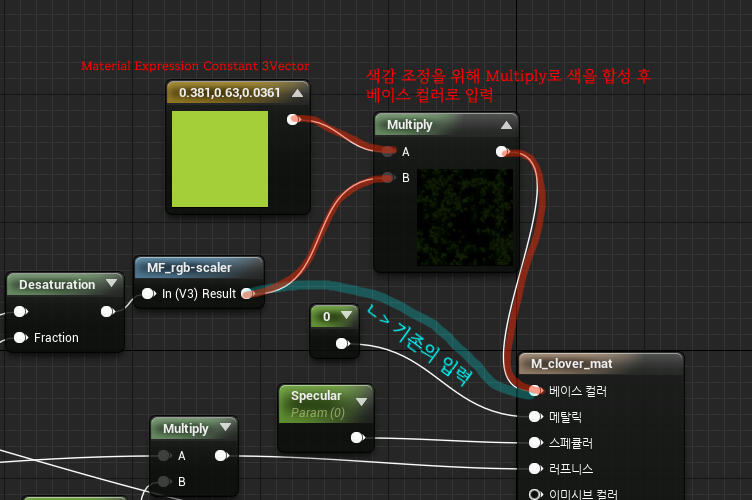 Material Expression Constant 3Vector
색감 조정을 위해 Multiply로 색을 합성 후
베이스 컬러로 입력
0.381,0.63,0.0361
Multiply
A
B
MF_rgb-scaler
In (V3) Result
Desaturation
Fraction
0
ㄴ> 기존의 입력
M_clover_mat
베이스 컬러
메탈릭
스페큘러
러프니스
이미시브 컬러
Specular
Param (0)
Multiply
A
B